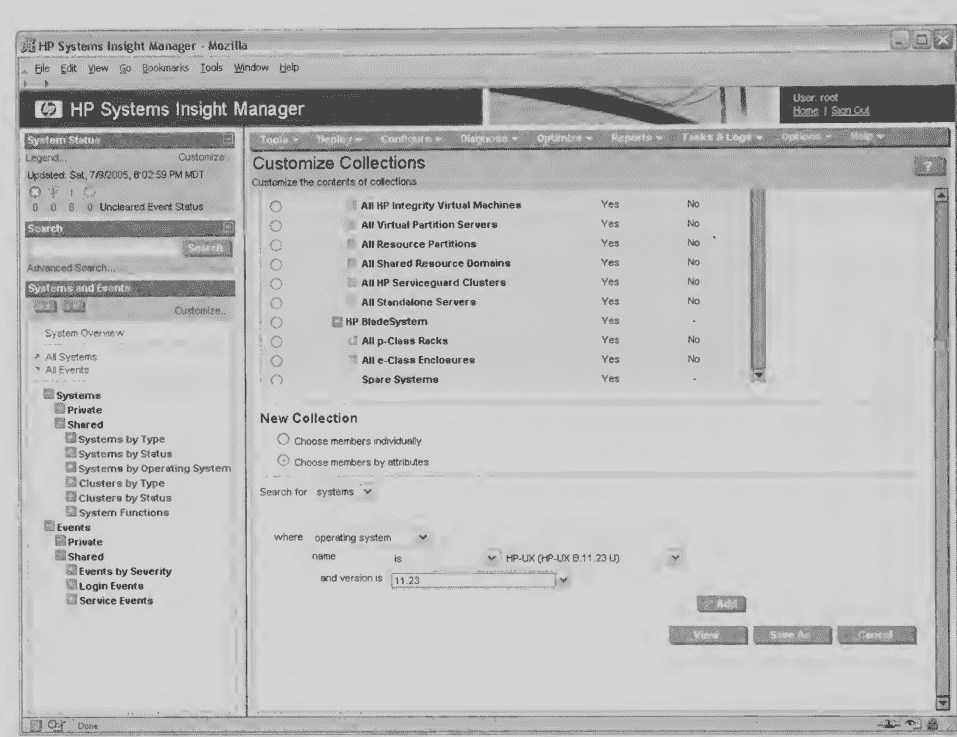 HP Systems Insight Manager - Mozilla
File Edit View Go Bookmarks Tools Window Help
HP Systems Insight Manager
User: root
Home | Sign Out
System Status
Legend... Customize..
Updated: Sat, 7/9/2005, 8:02:59 PM MDT
0 0 6 0 Uncleared Event Status
Search
Search
Advanced Search...
Systems and Events
Customize..
System Overview
All Systems
All Events
Systems
Private
Shared
Systems by Type
Systems by Status
Systems by Operating System
Clusters by Type
Clusters by Status
System Functions
Events
Private
Shared
Events by Severity
Login Events
Service Events
Tools Deploy Configure Diagnose Optimize Reports Tasks & Logs Options Help
Customize Collections
?
Customize the contents of collections
All HP Integrity Virtual Machines Yes No
All Virtual Partition Servers Yes No
All Resource Partitions Yes No
All Shared Resource Domains Yes No
All HP Serviceguard Clusters Yes No
All Standalone Servers Yes No
HP BladeSystem Yes -
All p-Class Racks Yes No
All e-Class Enclosures Yes No
Spare Systems Yes -
New Collection
Choose members individually
Choose members by attributes
Search for systems
where operating system
name is HP-UX (HP-UX B.11.23 U)
and version is 11.23
Add
View Save As Cancel
Done